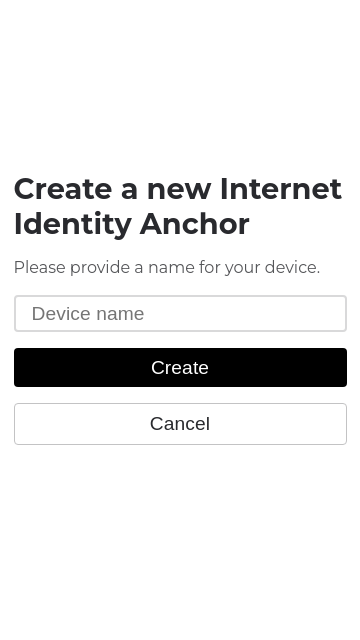 Create a new Internet
Identity Anchor
Please provide a name for your device.
Device name
Create
Cancel